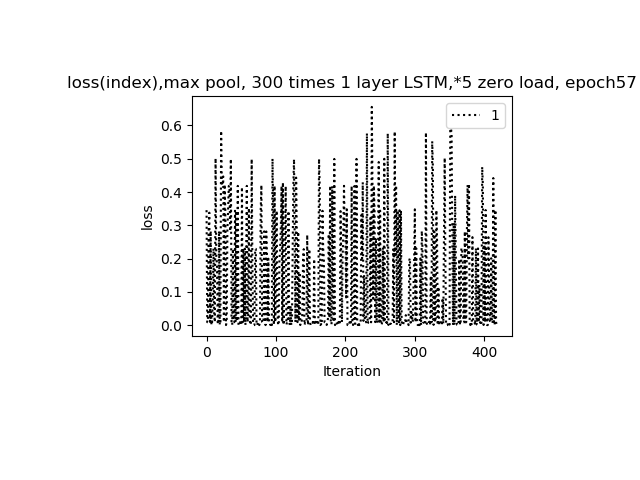 loss(index),max pool, 300 times 1 layer LSTM,*5 zero load, epoch57
1
0.6
0.5
0.4
0.3
0.2
0.1
0.0
loss
0 100 200 300 400
Iteration